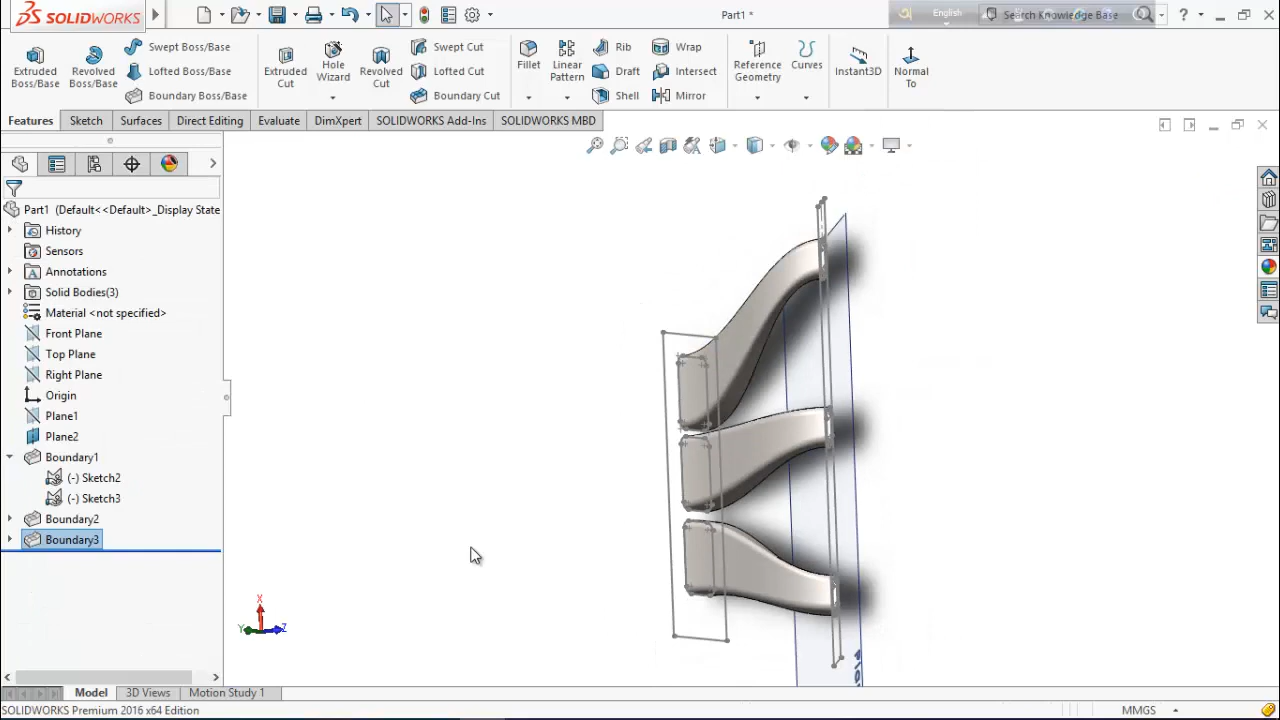 SOLIDWORKS
Part1 *
English
Search Knowledge Base
?
Extruded Boss/Base
Revolved Boss/Base
Swept Boss/Base
Lofted Boss/Base
Boundary Boss/Base
Extruded Cut
Hole Wizard
Revolved Cut
Swept Cut
Lofted Cut
Boundary Cut
Fillet
Linear Pattern
Rib
Draft
Shell
Wrap
Intersect
Mirror
Reference Geometry
Curves
Instant3D
Normal To
Features
Sketch
Surfaces
Direct Editing
Evaluate
DimXpert
SOLIDWORKS Add-Ins
SOLIDWORKS MBD
Part1 (Default<<Default>_Display State
History
Sensors
Annotations
Solid Bodies(3)
Material <not specified>
Front Plane
Top Plane
Right Plane
Origin
Plane1
Plane2
Boundary1
(-) Sketch2
(-) Sketch3
Boundary2
Boundary3
X
Y
Z
Model
3D Views
Motion Study 1
SOLIDWORKS Premium 2016 x64 Edition
MMGS